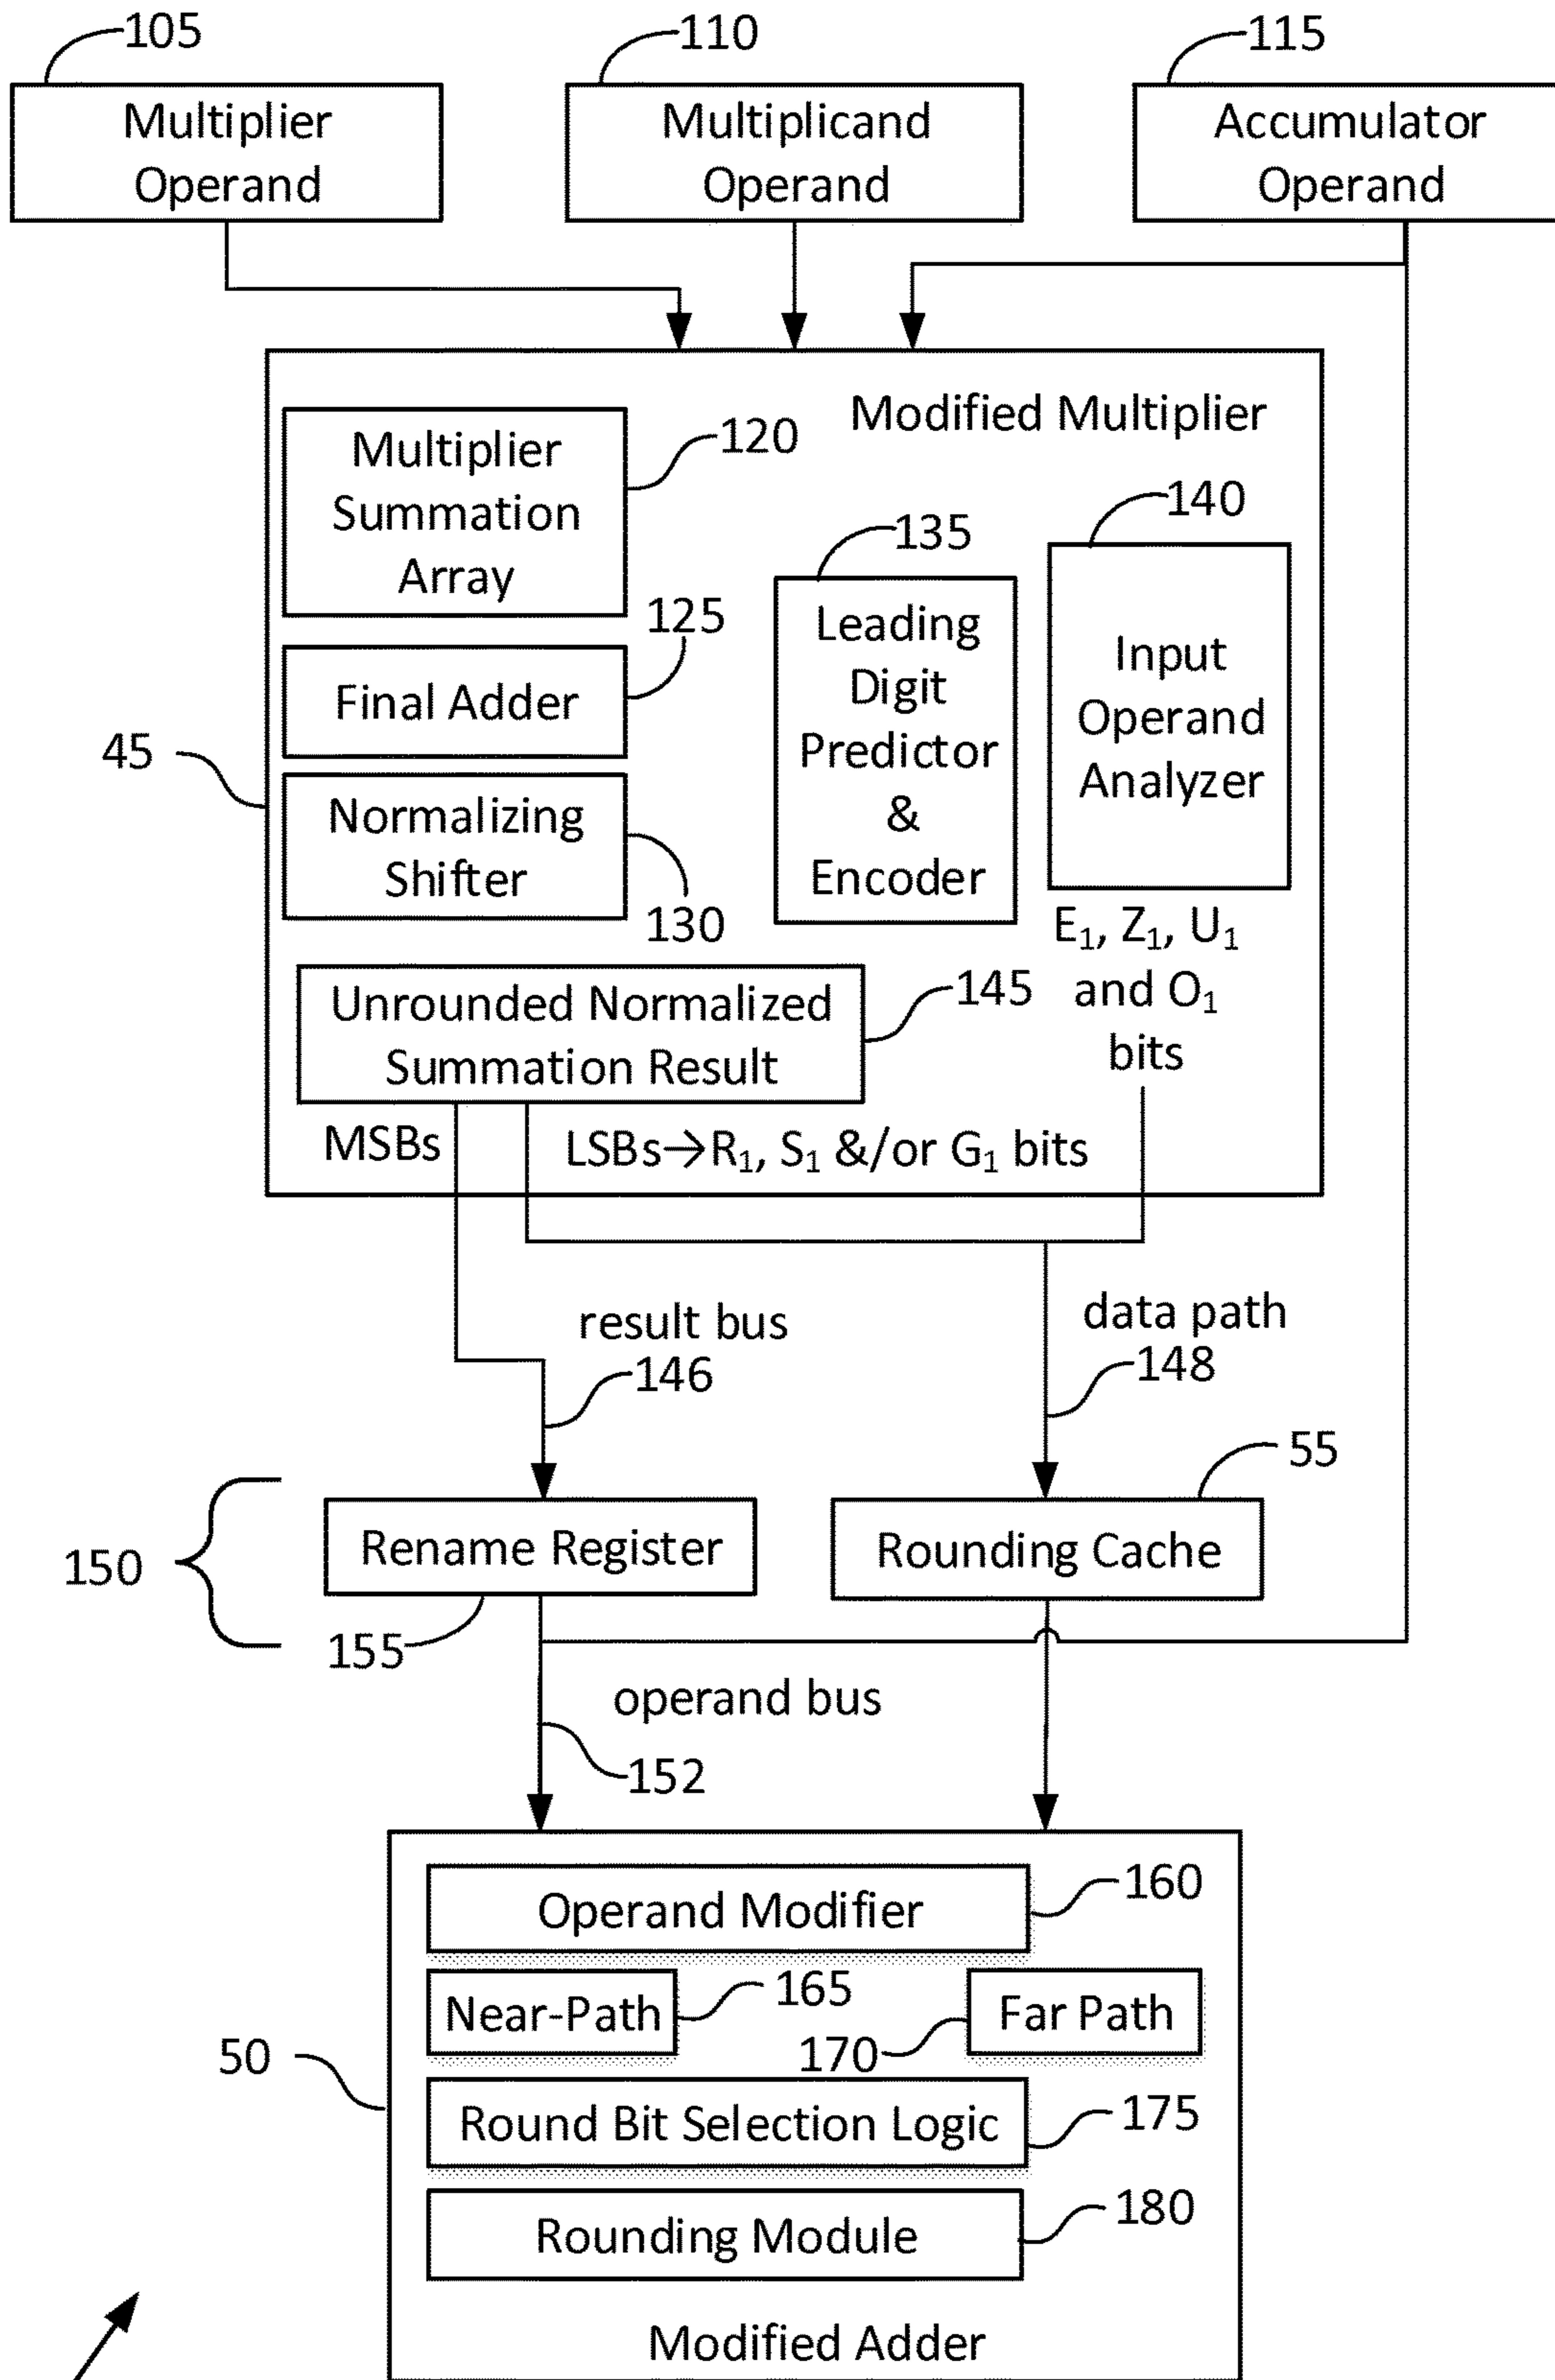 105
110
115
Multiplier
Operand
Multiplicand
Operand
Accumulator
Operand
Modified Multiplier
Multiplier
Summation
Array
120
135
140
Leading
Digit
Predictor
&
Encoder
Input
Operand
Analyzer
125
Final Adder
45
Normalizing
Shifter
130
E₁, Z₁, U₁
and O₁
bits
Unrounded Normalized
Summation Result
145
MSBs
LSBs→R₁, S₁ &/or G₁ bits
result bus
146
data path
148
55
150
Rename Register
Rounding Cache
155
operand bus
152
Operand Modifier
160
Near-Path
165
Far Path
170
50
Round Bit Selection Logic
175
Rounding Module
180
Modified Adder